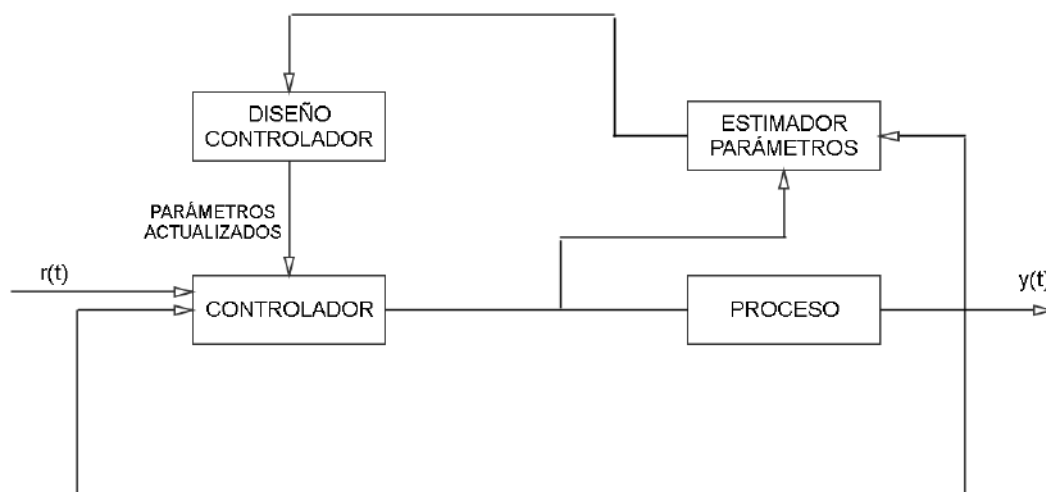 DISEÑO
CONTROLADOR
ESTIMADOR
PARÁMETROS
PARÁMETROS
ACTUALIZADOS
r(t)
CONTROLADOR
PROCESO
y(t)